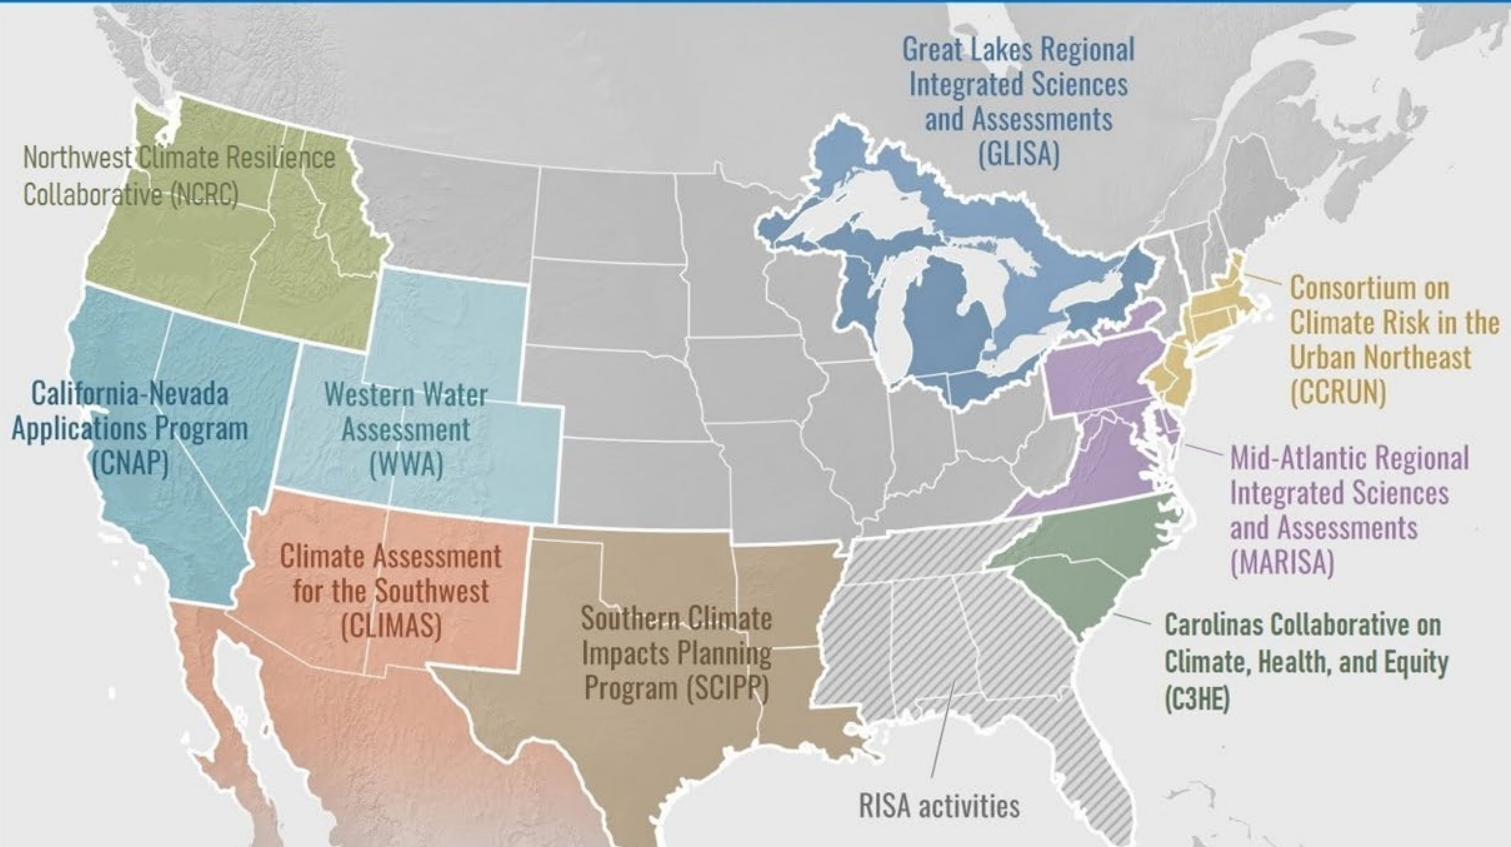 Great Lakes Regional
Integrated Sciences
and Assessments
(GLISA)
Northwest Climate Resilience
Collaborative (NCRC)
Consortium on
Climate Risk in the
Urban Northeast
(CCRUN)
California-Nevada
Applications Program
(CNAP)
Western Water
Assessment
(WWA)
Mid-Atlantic Regional
Integrated Sciences
and Assessments
(MARISA)
Climate Assessment
for the Southwest
(CLIMAS)
Southern Climate
Impacts Planning
Program (SCIPP)
Carolinas Collaborative on
Climate, Health, and Equity
(C3HE)
RISA activities